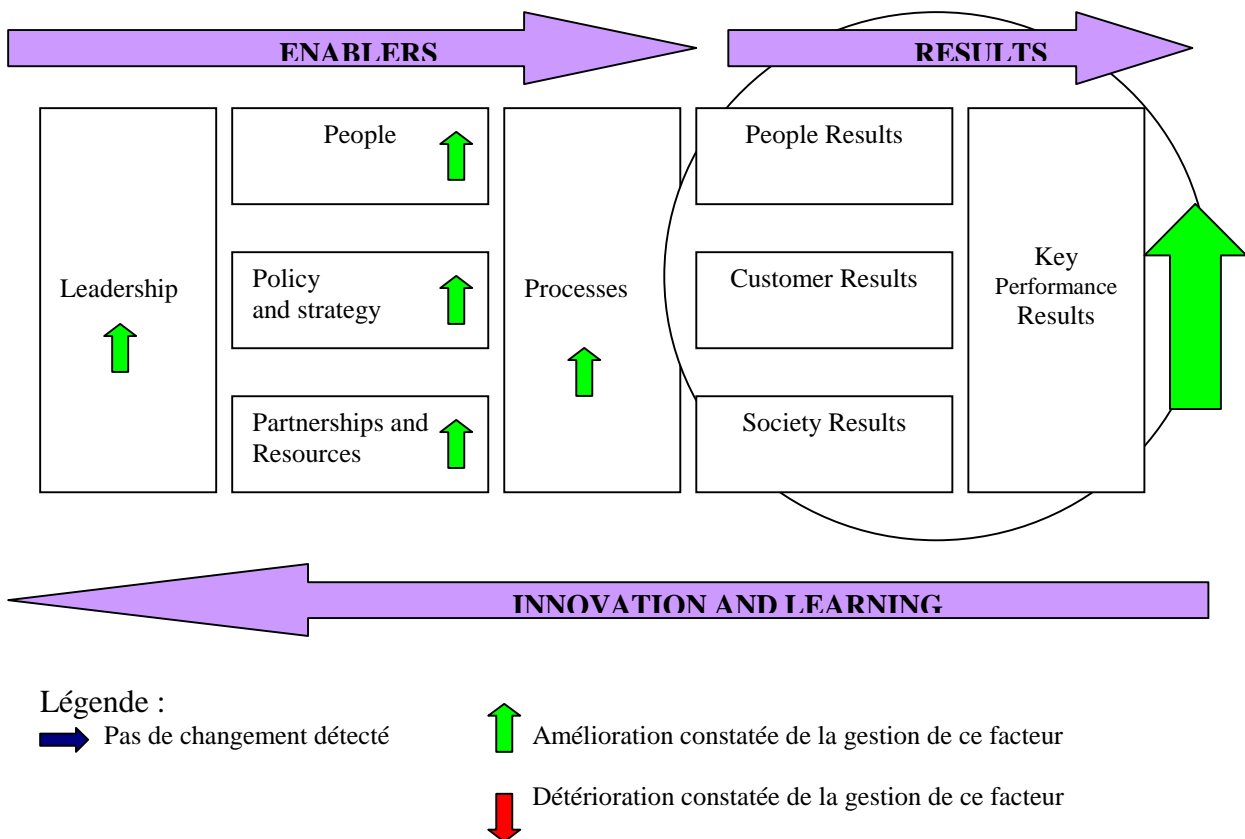 ENABLERS
RESULTS
Leadership
People
Policy
and strategy
Partnerships and
Resources
Processes
People Results
Customer Results
Society Results
Key
Performance
Results
INNOVATION AND LEARNING
Légende :
Pas de changement détecté
Amélioration constatée de la gestion de ce facteur
Détérioration constatée de la gestion de ce facteur